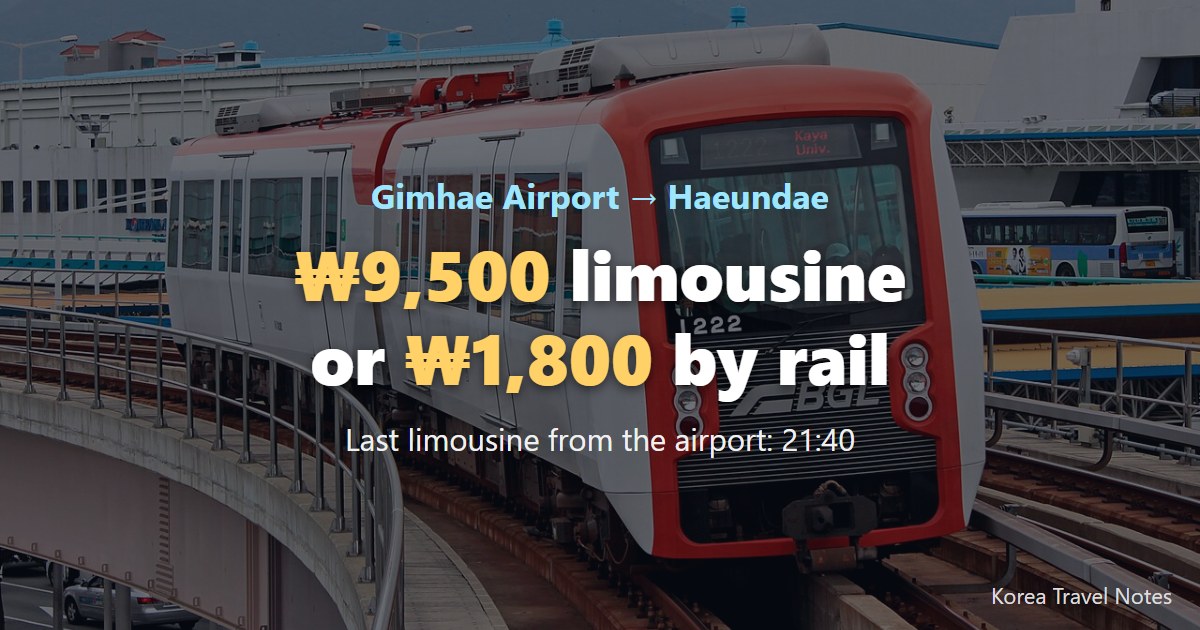 Kaya
Univ.
Gimhae Airport → Haeundae
₩9,500 limousine
or ₩1,800 by rail
1222
BGL
Last limousine from the airport: 21:40
Korea Travel Notes